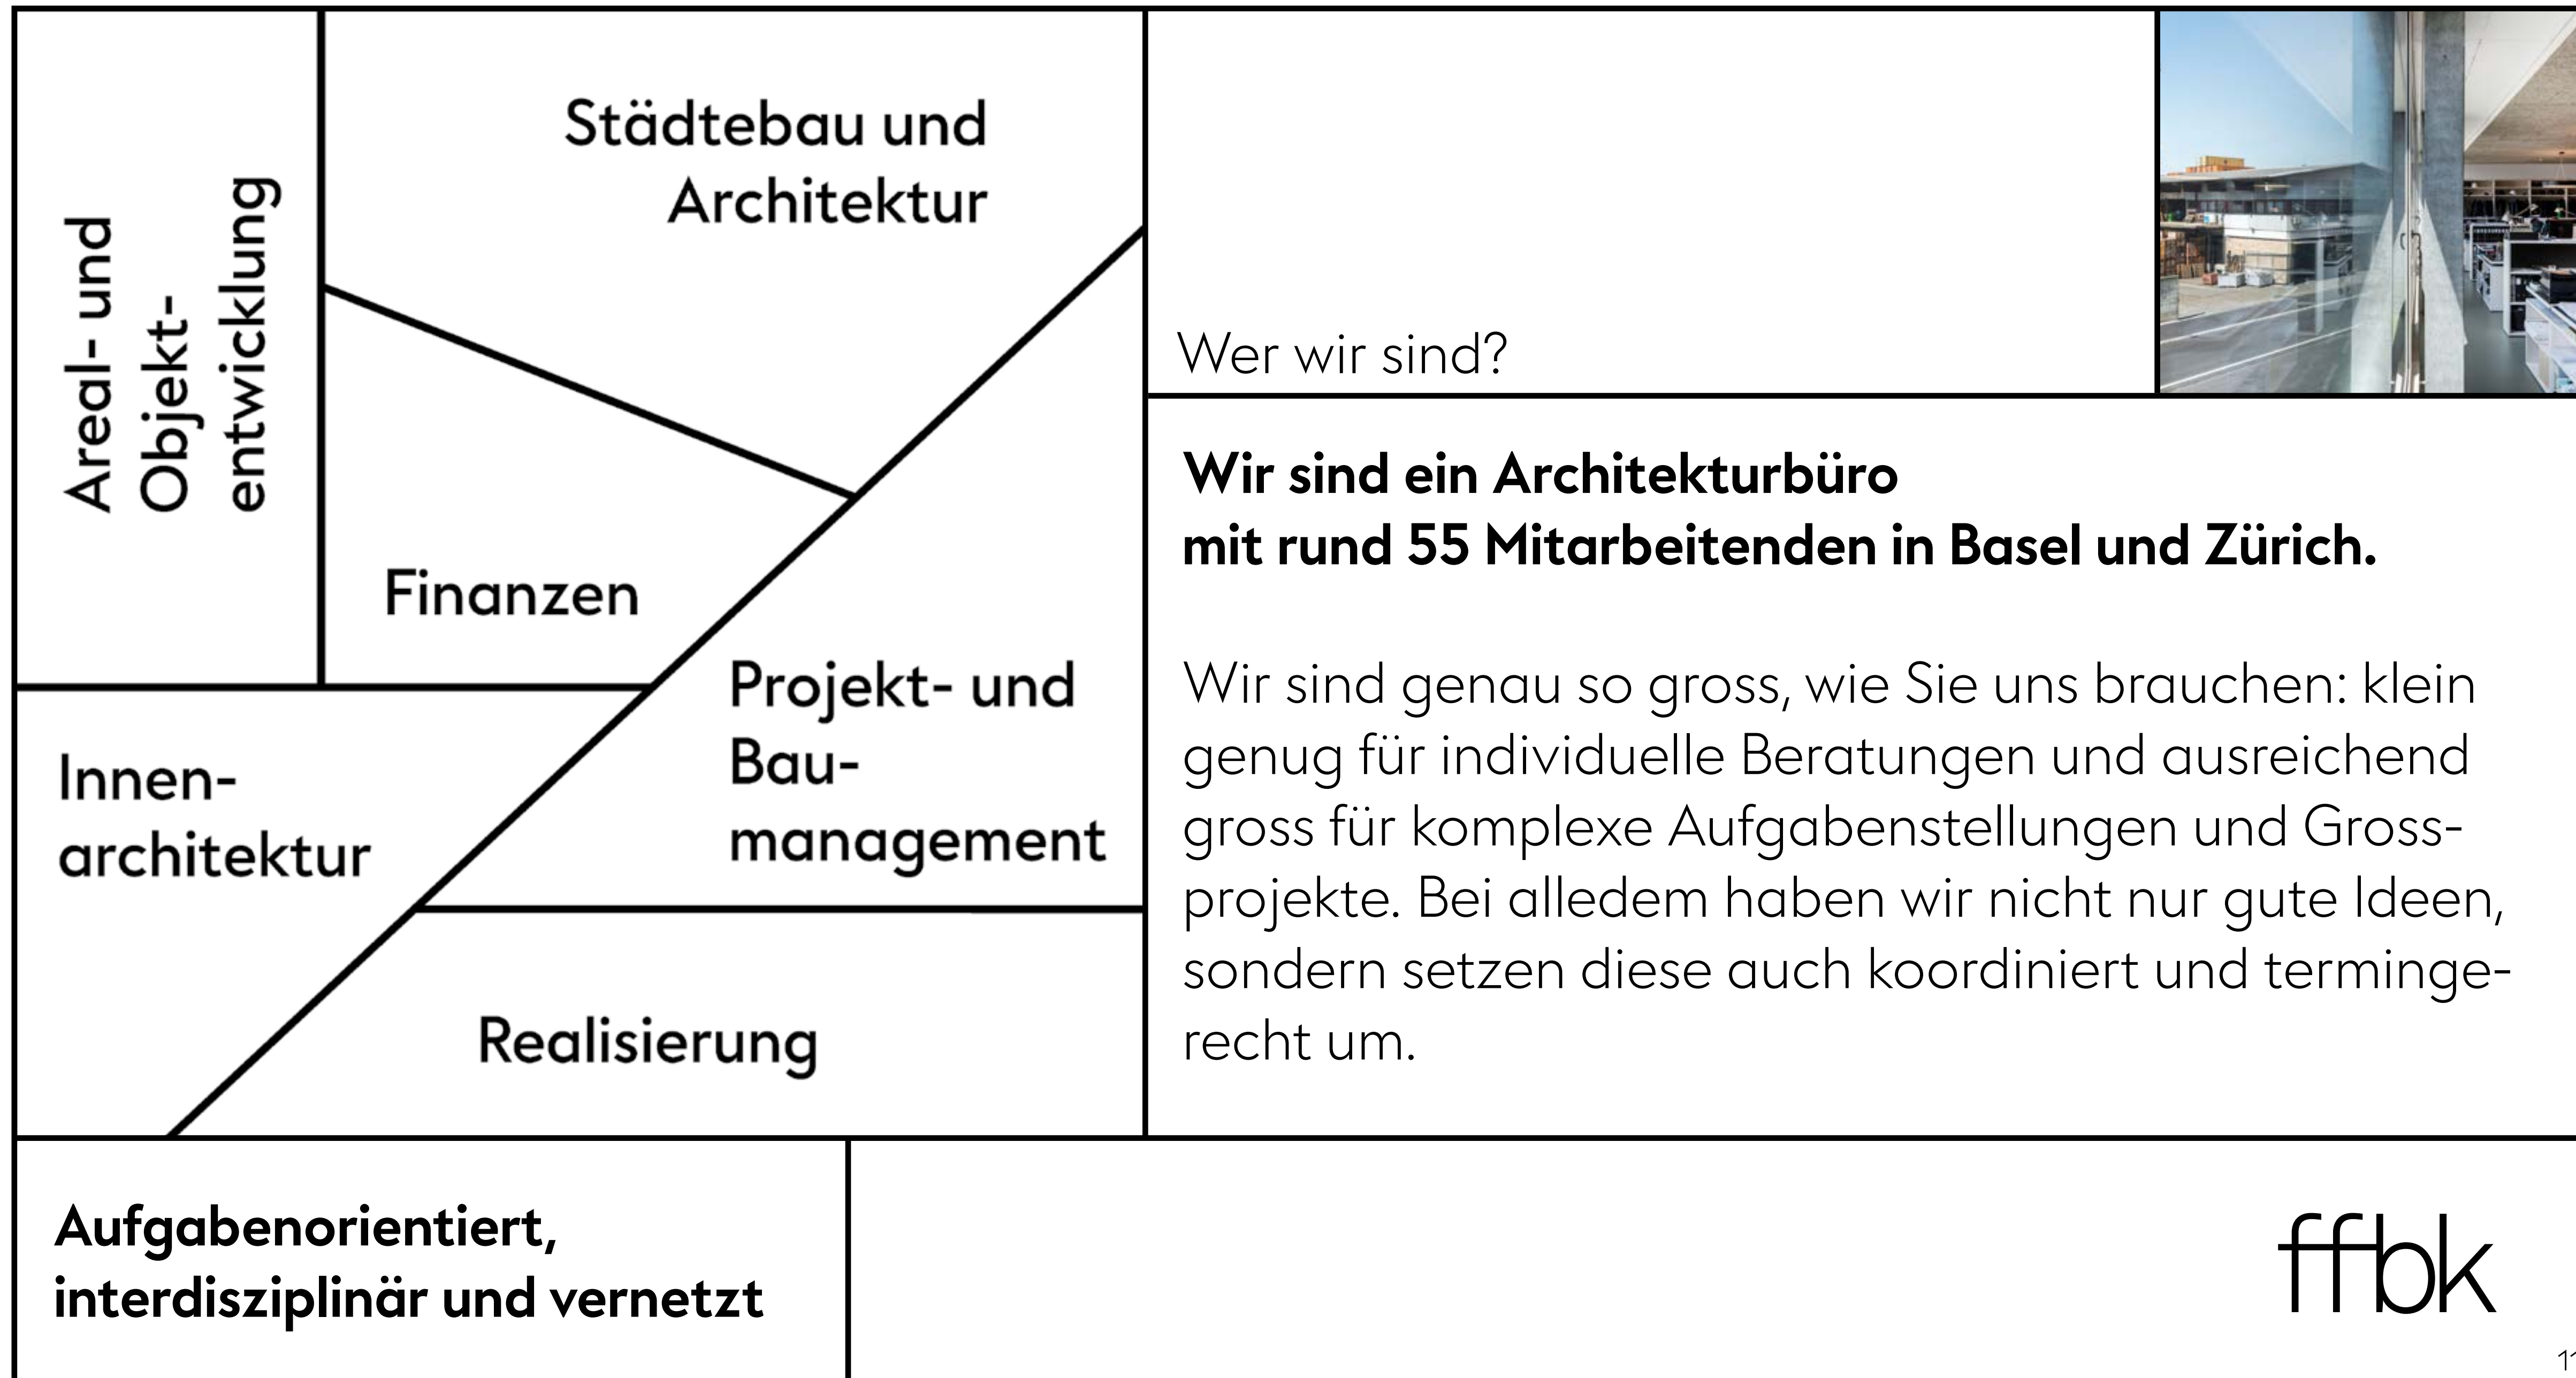 Areal- und
Objekt-
entwicklung
Städtebau und
Architektur
Finanzen
Projekt- und
Bau-
management
Innen-
architektur
Realisierung
Wer wir sind?
Wir sind ein Architekturbüro
mit rund 55 Mitarbeitenden in Basel und Zürich.
Wir sind genau so gross, wie Sie uns brauchen: klein
genug für individuelle Beratungen und ausreichend
gross für komplexe Aufgabenstellungen und Gross-
projekte. Bei alledem haben wir nicht nur gute Ideen,
sondern setzen diese auch koordiniert und terminge-
recht um.
Aufgabenorientiert,
interdisziplinär und vernetzt
ffbk
11